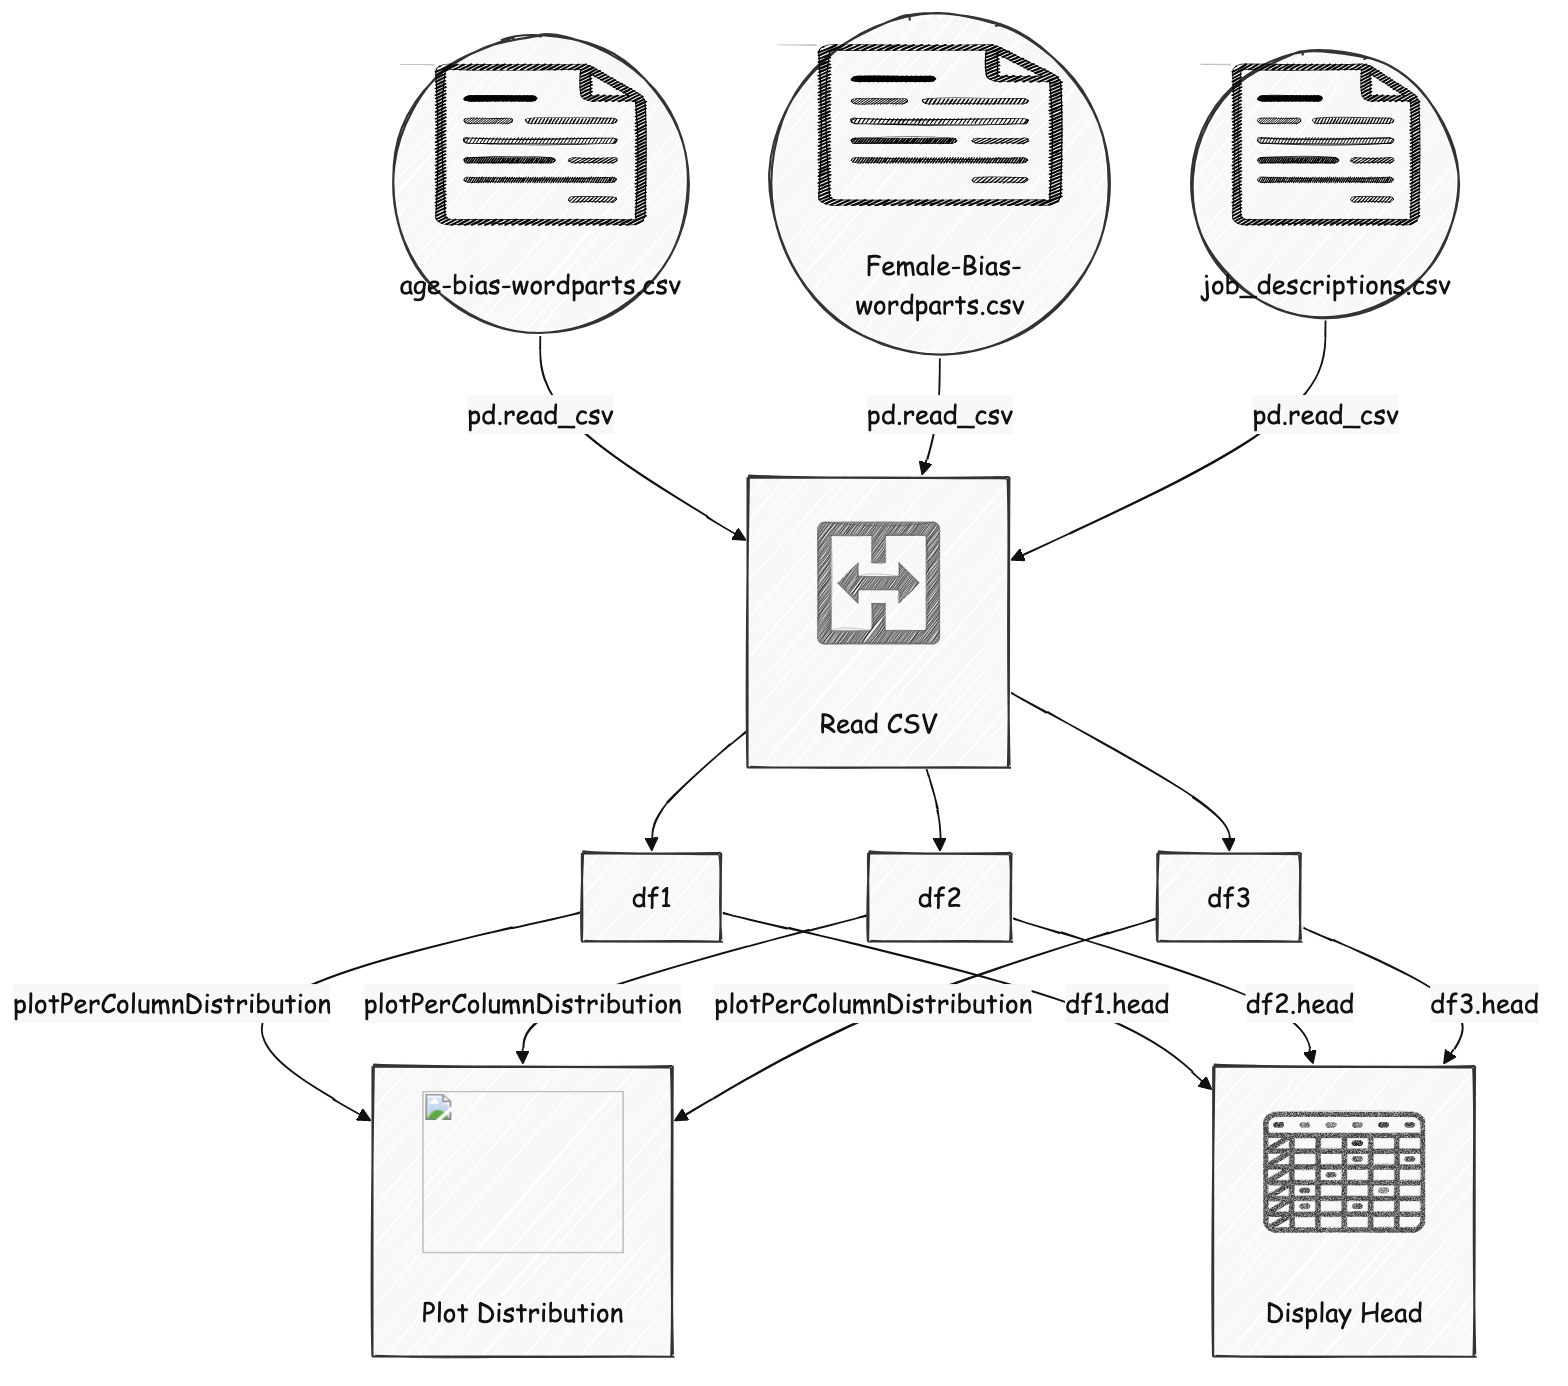 age-bias-wordparts.csv
Female-Bias-
wordparts.csv
job_descriptions.csv
pd.read_csv
pd.read_csv
pd.read_csv
Read CSV
df1
df2
df3
plotPerColumnDistribution
plotPerColumnDistribution
plotPerColumnDistribution
df1.head
df2.head
df3.head
Plot Distribution
Display Head